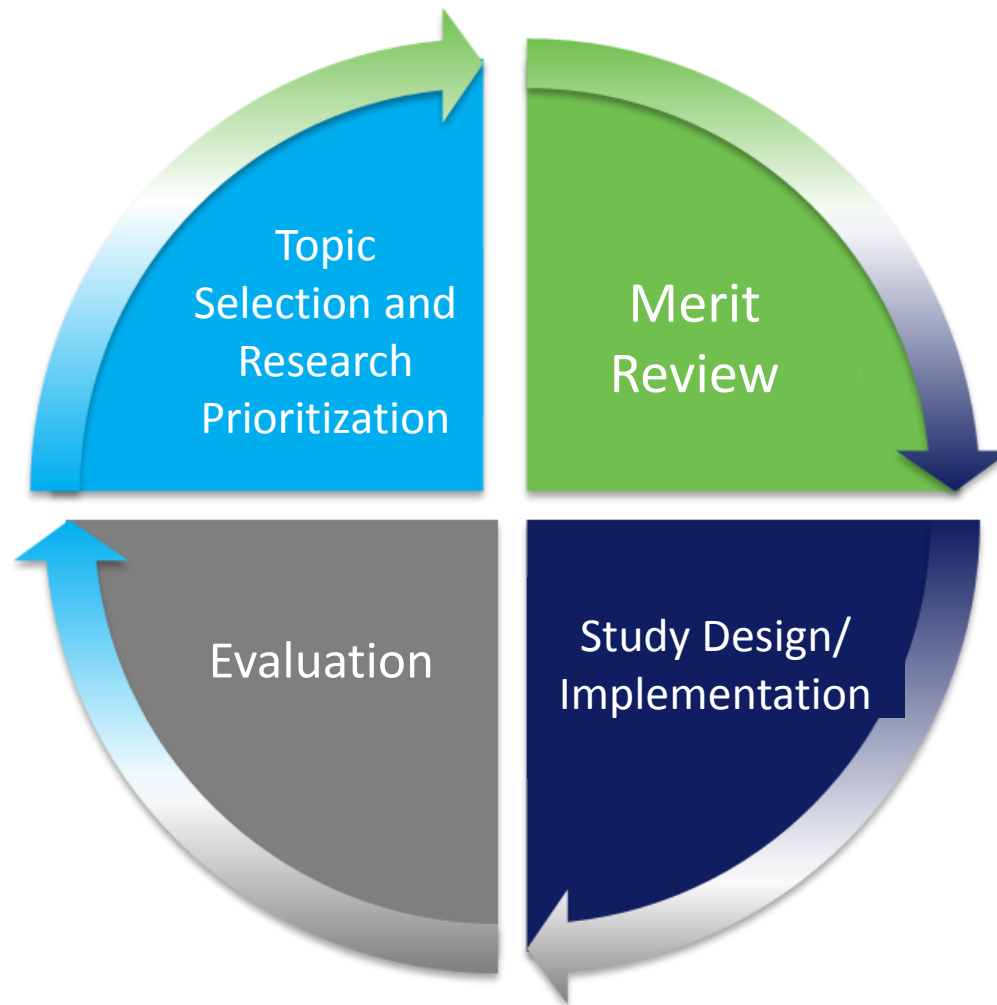 Topic
Selection and
Research
Prioritization
Merit
Review
Evaluation
Study Design/
Implementation